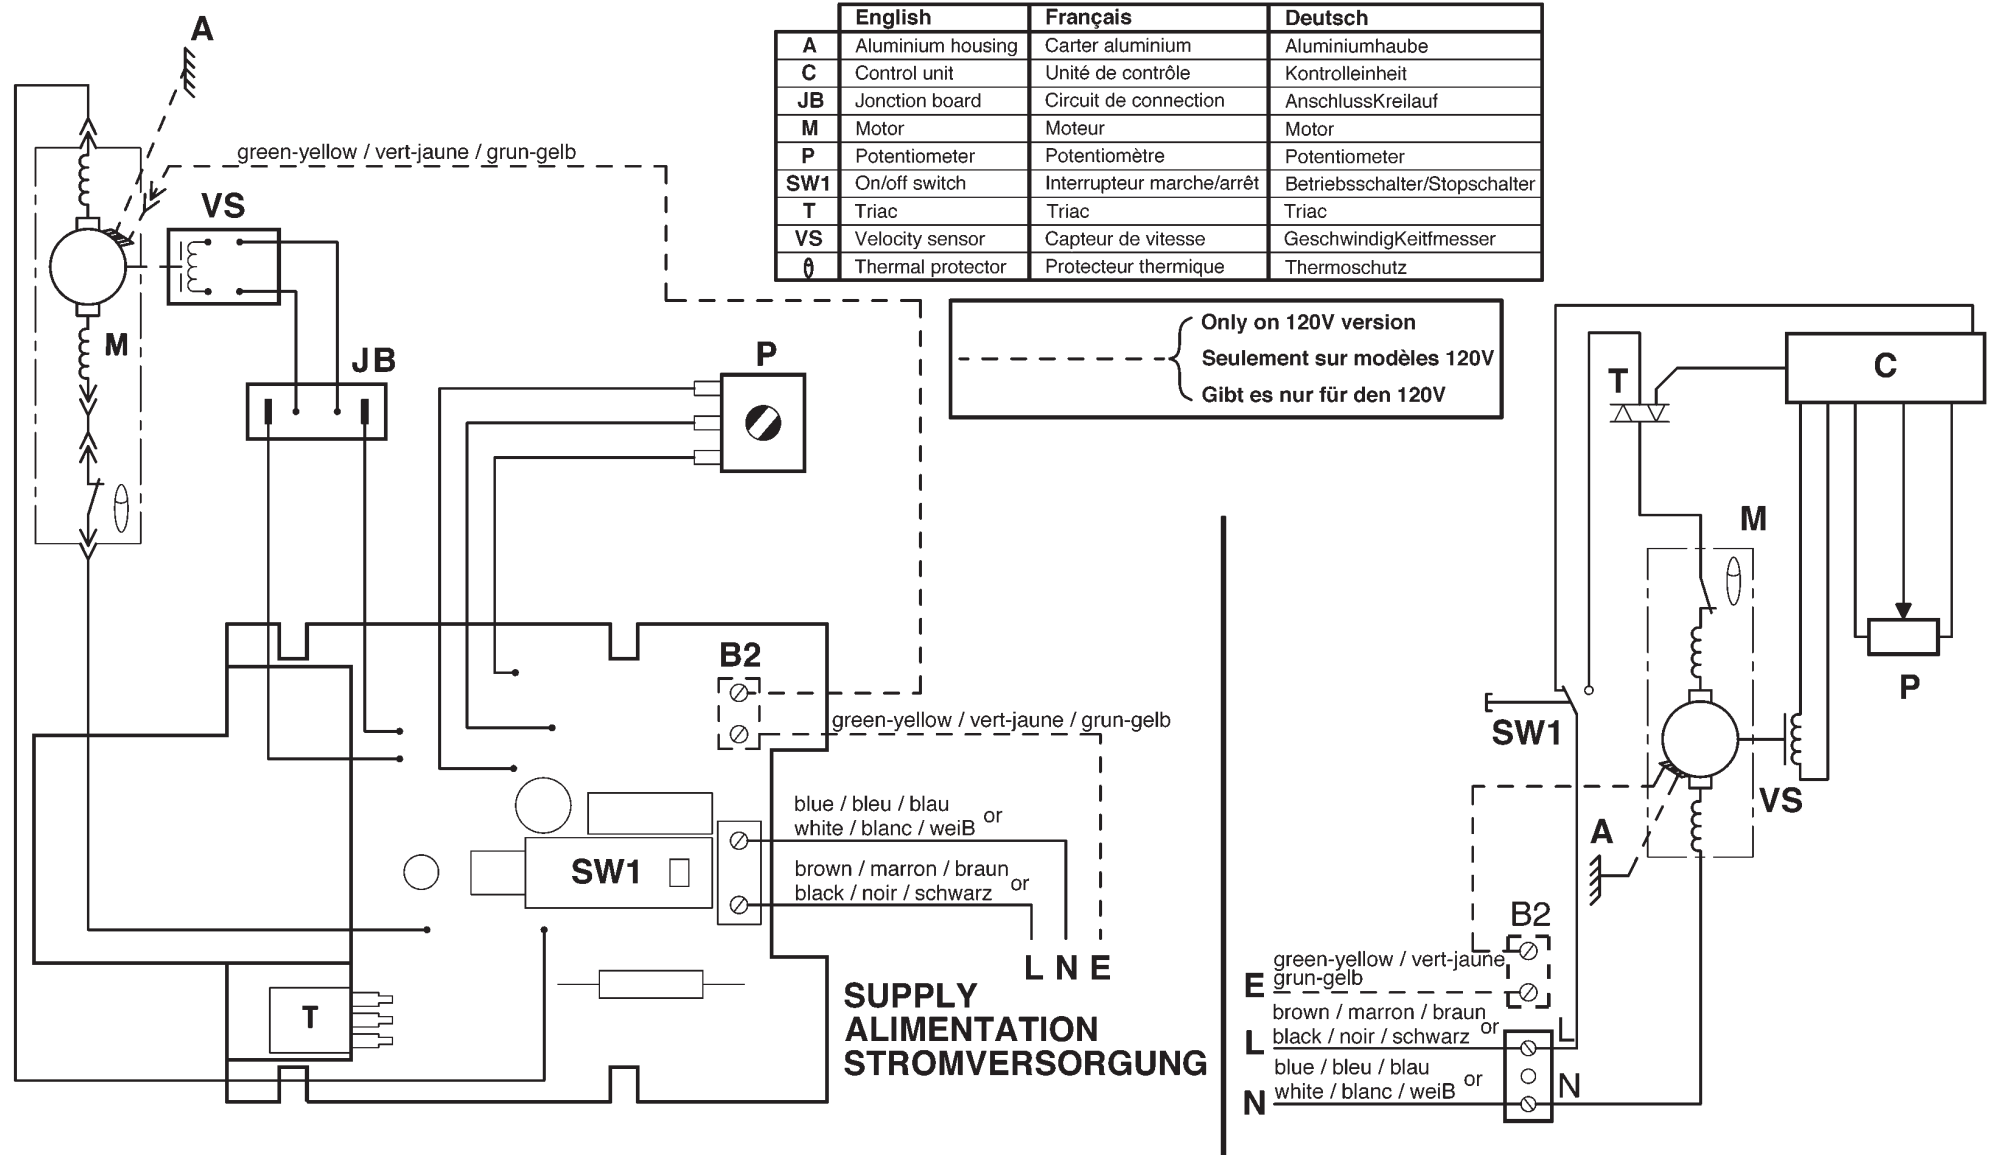 English Français Deutsch
A Aluminium housing Carter aluminium Aluminiumhaube
C Control unit Unité de contrôle Kontrolleinheit
JB Jonction board Circuit de connection AnschlussKreilauf
M Motor Moteur Motor
P Potentiometer Potentiomètre Potentiometer
SW1 On/off switch Interrupteur marche/arrêt Betriebsschalter/Stopschalter
T Triac Triac Triac
VS Velocity sensor Capteur de vitesse GeschwindigKeitfmesser
θ Thermal protector Protecteur thermique Thermoschutz
Only on 120V version
Seulement sur modèles 120V
Gibt es nur für den 120V
A
green-yellow / vert-jaune / grun-gelb
VS
M
JB
P
B2
green-yellow / vert-jaune / grun-gelb
blue / bleu / blau
white / blanc / weiB or
brown / marron / braun
black / noir / schwarz or
SW1
L N E
T
SUPPLY
ALIMENTATION
STROMVERSORGUNG
C
T
M
P
SW1
VS
A
B2
green-yellow / vert-jaune
grun-gelb
E
brown / marron / braun
black / noir / schwarz or
L
L
blue / bleu / blau
white / blanc / weiB or
N
N